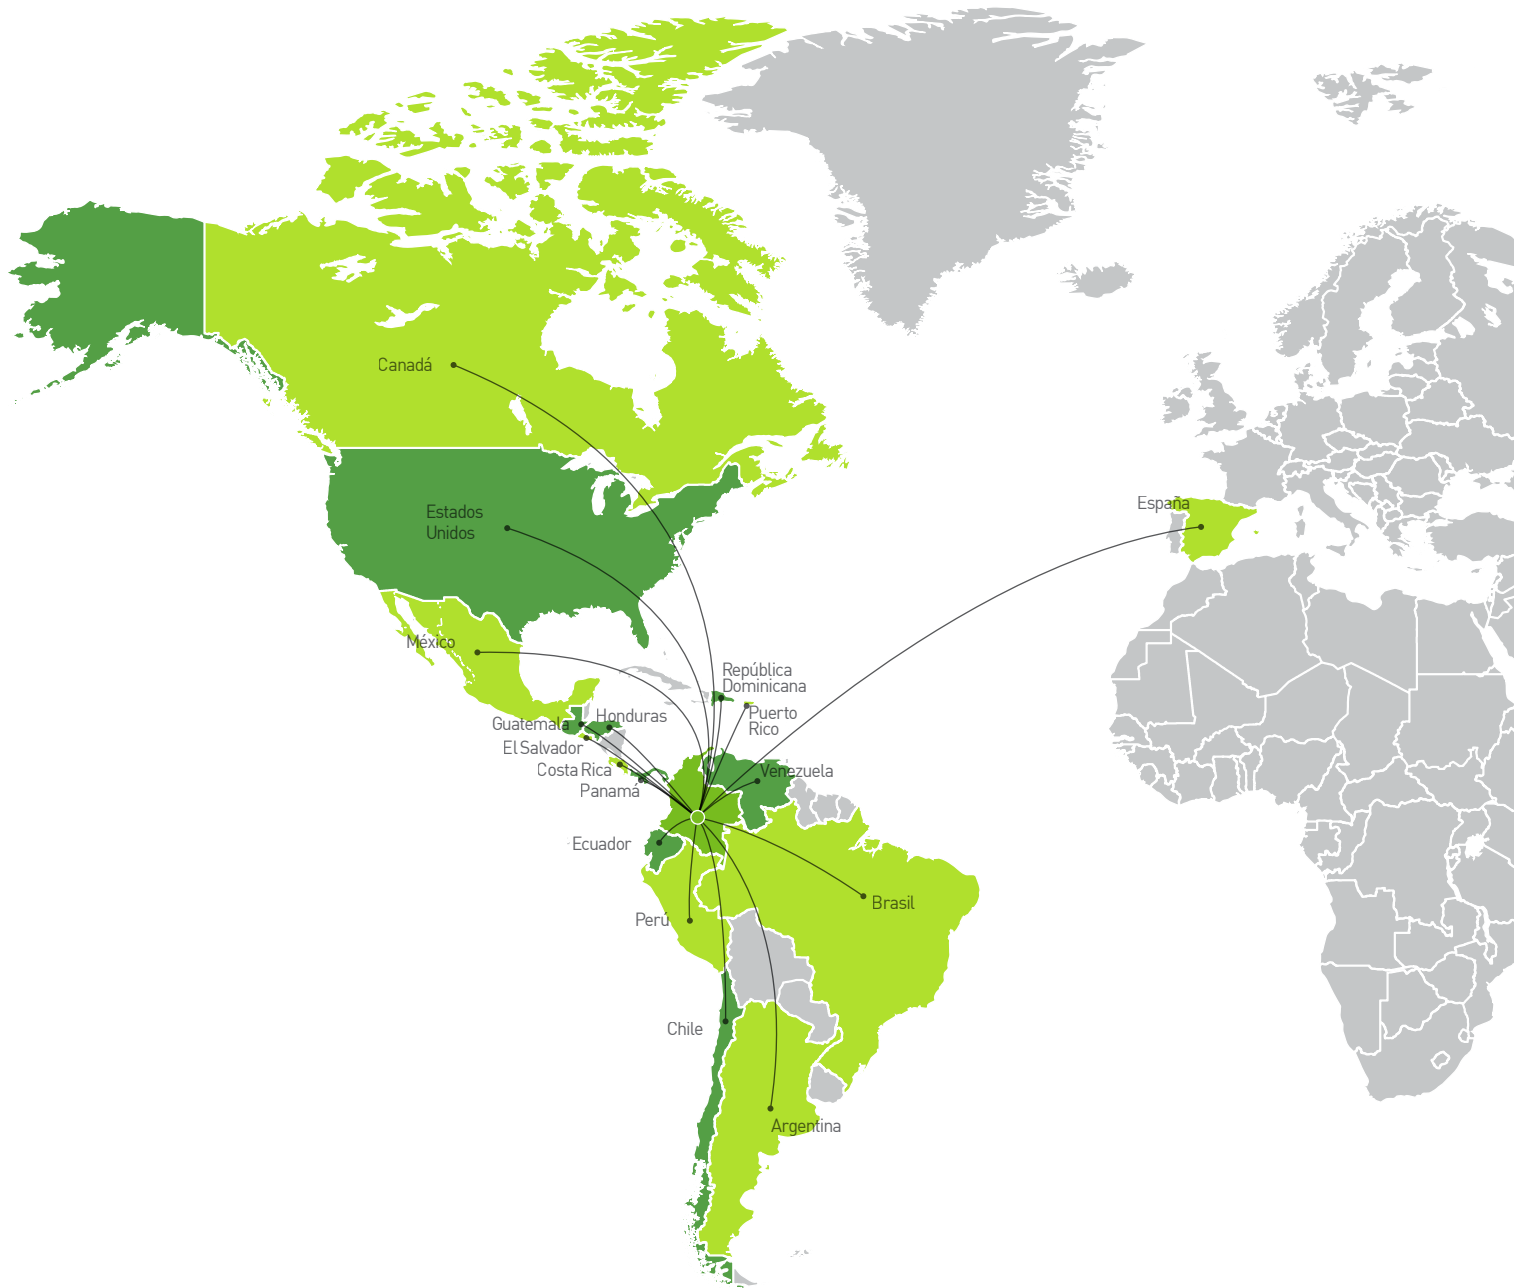 Canadá
Estados
Unidos
España
México
República
Dominicana
Puerto
Rico
Guatemala
Honduras
El Salvador
Costa Rica
Panamá
Venezuela
Ecuador
Brasil
Perú
Chile
Argentina